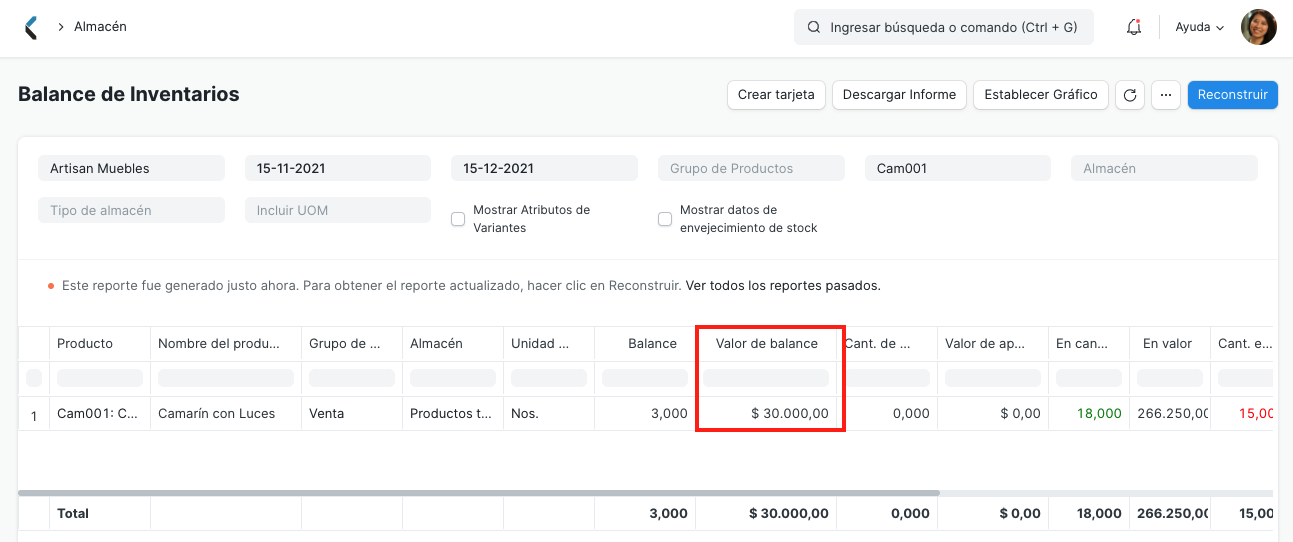 Almacén
Ingresar búsqueda o comando (Ctrl + G)
Ayuda
Balance de Inventarios
Crear tarjeta
Descargar Informe
Establecer Gráfico
...
Reconstruir
Artisan Muebles
15-11-2021
15-12-2021
Grupo de Productos
Cam001
Almacén
Tipo de almacén
Incluir UOM
Mostrar Atributos de
Variantes
Mostrar datos de
envejecimiento de stock
Este reporte fue generado justo ahora. Para obtener el reporte actualizado, hacer clic en Reconstruir. Ver todos los reportes pasados.
Producto Nombre del produ... Grupo de ... Almacén Unidad ... Balance Valor de balance Cant. de ... Valor de ap... En can... En valor Cant. e...
1 Cam001: C... Camarín con Luces Venta Productos t... Nos. 3,000 $ 30.000,00 0,000 $ 0,00 18,000 266.250,00 15,00
Total 3,000 $ 30.000,00 0,000 $ 0,00 18,000 266.250,00 15,00